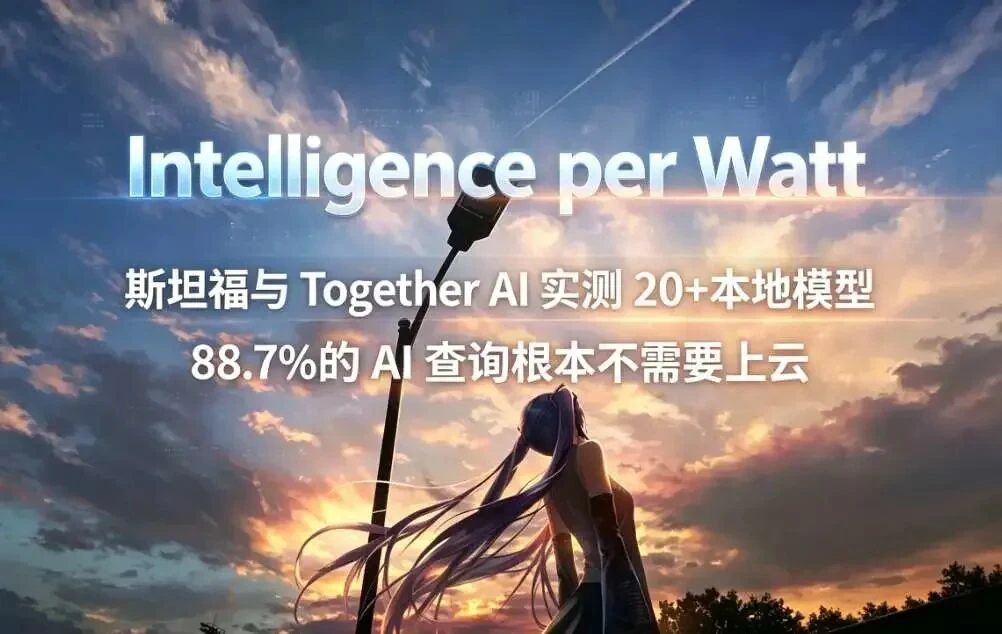 Intelligence per Watt
斯坦福与 Together AI 实测 20+本地模型
88.7%的 AI 查询根本不需要上云